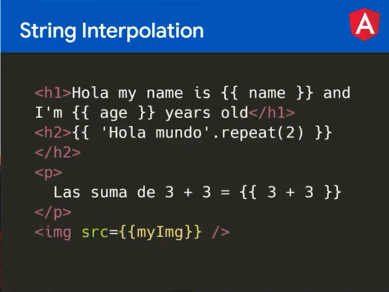 String Interpolation
<h1>Hola my name is {{ name }} and
I'm {{ age }} years old</h1>
<h2>{{ 'Hola mundo'.repeat(2) }}
</h2>
<p>
Las suma de 3 + 3 = {{ 3 + 3 }}
</p>
<img src={{myImg}} />